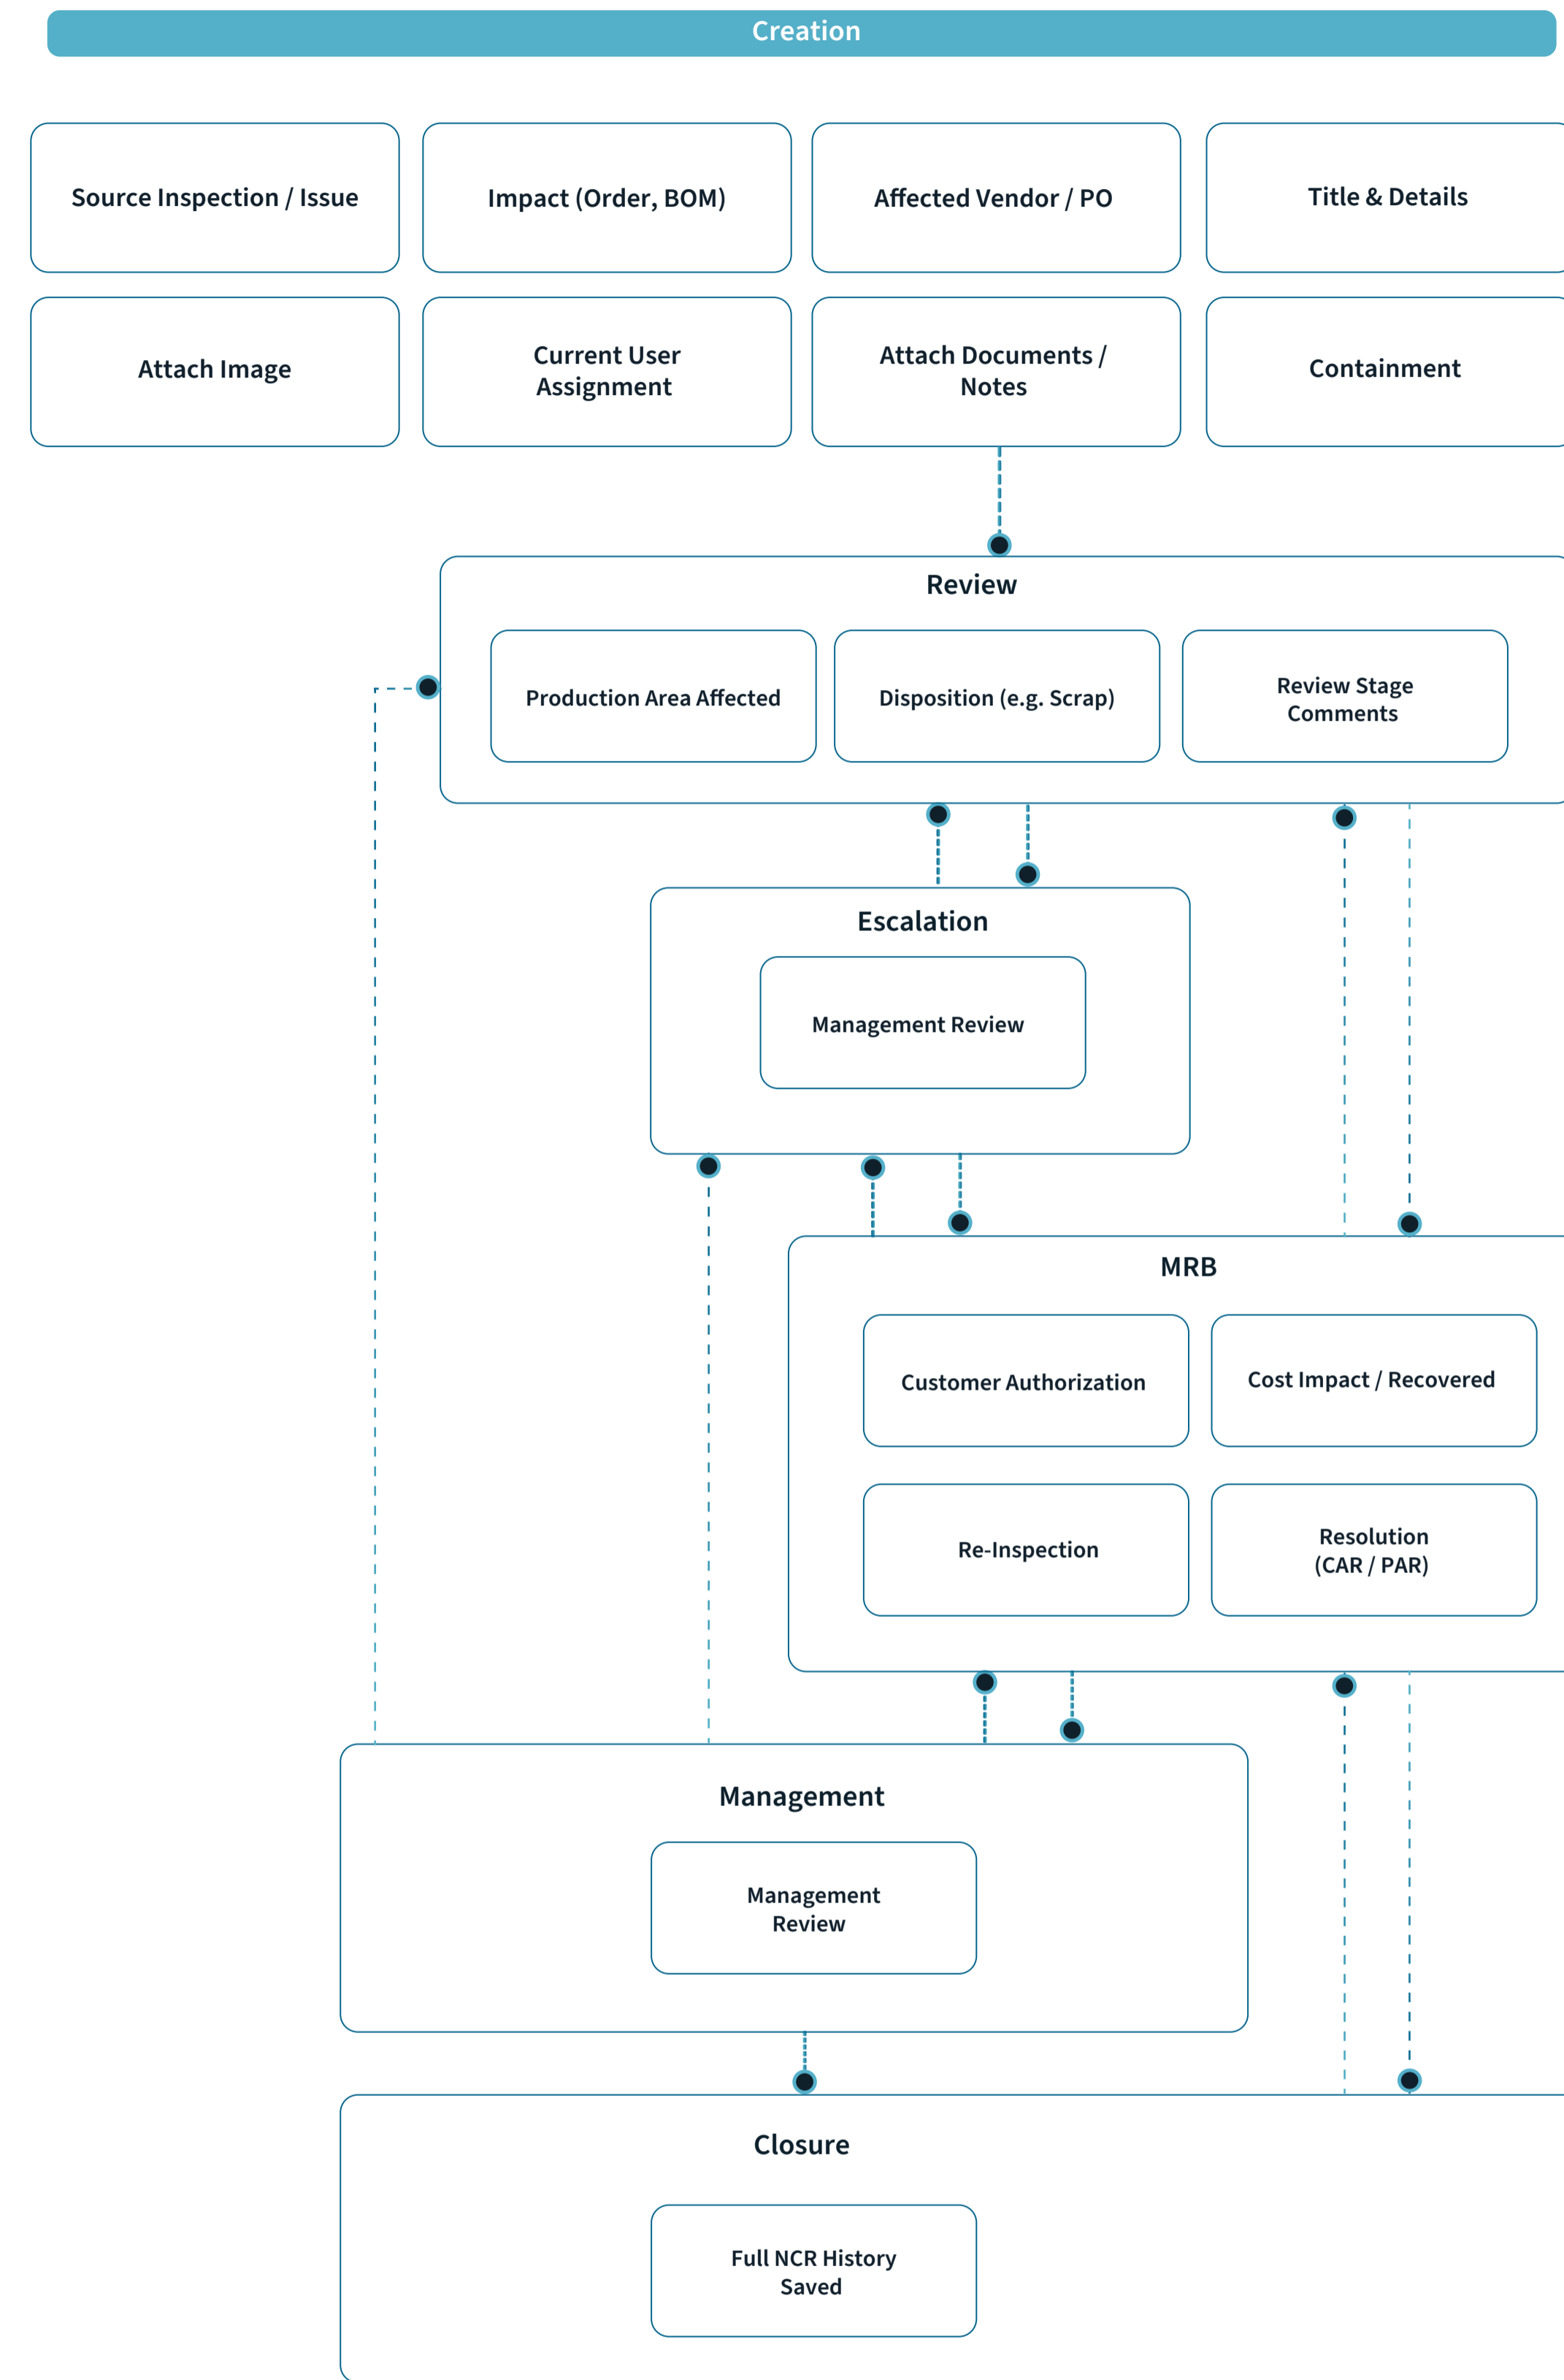 Creation
Source Inspection / Issue
Impact (Order, BOM)
Affected Vendor / PO
Title & Details
Attach Image
Current User
Assignment
Attach Documents /
Notes
Containment
Review
Production Area Affected
Disposition (e.g. Scrap)
Review Stage
Comments
Escalation
Management Review
MRB
Customer Authorization
Cost Impact / Recovered
Re-Inspection
Resolution
(CAR / PAR)
Management
Management
Review
Closure
Full NCR History
Saved